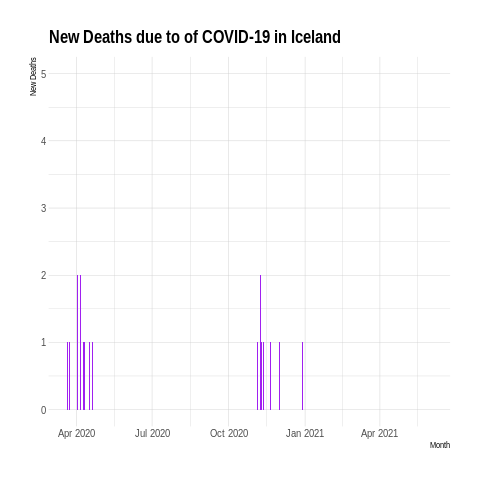 New Deaths due to of COVID-19 in Iceland
New Deaths
5
4
3
2
1
0
Apr 2020 Jul 2020 Oct 2020 Jan 2021 Apr 2021
Month